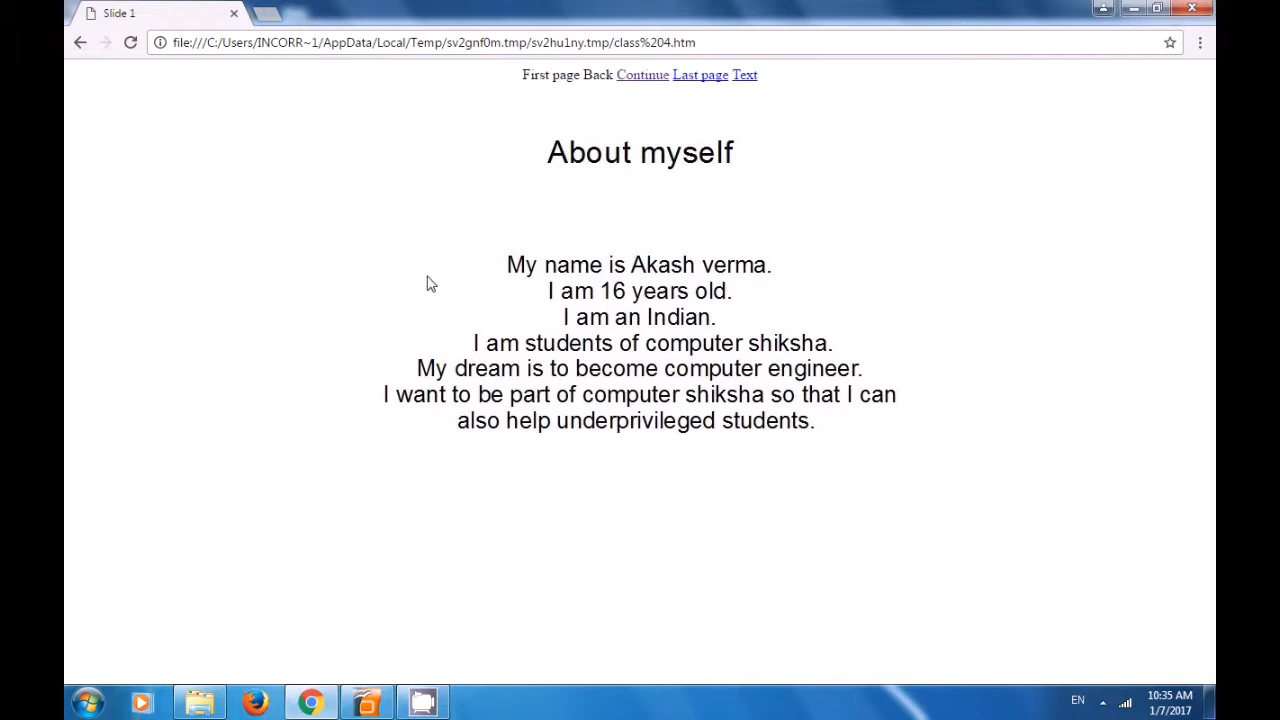 Slide 1
file:///C:/Users/INCORR~1/AppData/Local/Temp/sv2gnf0m.tmp/sv2hu1ny.tmp/class%204.htm
First page Back Continue Last page Text
About myself
My name is Akash verma.
I am 16 years old.
I am an Indian.
I am students of computer shiksha.
My dream is to become computer engineer.
I want to be part of computer shiksha so that I can
also help underprivileged students.
EN
10:35 AM
1/7/2017